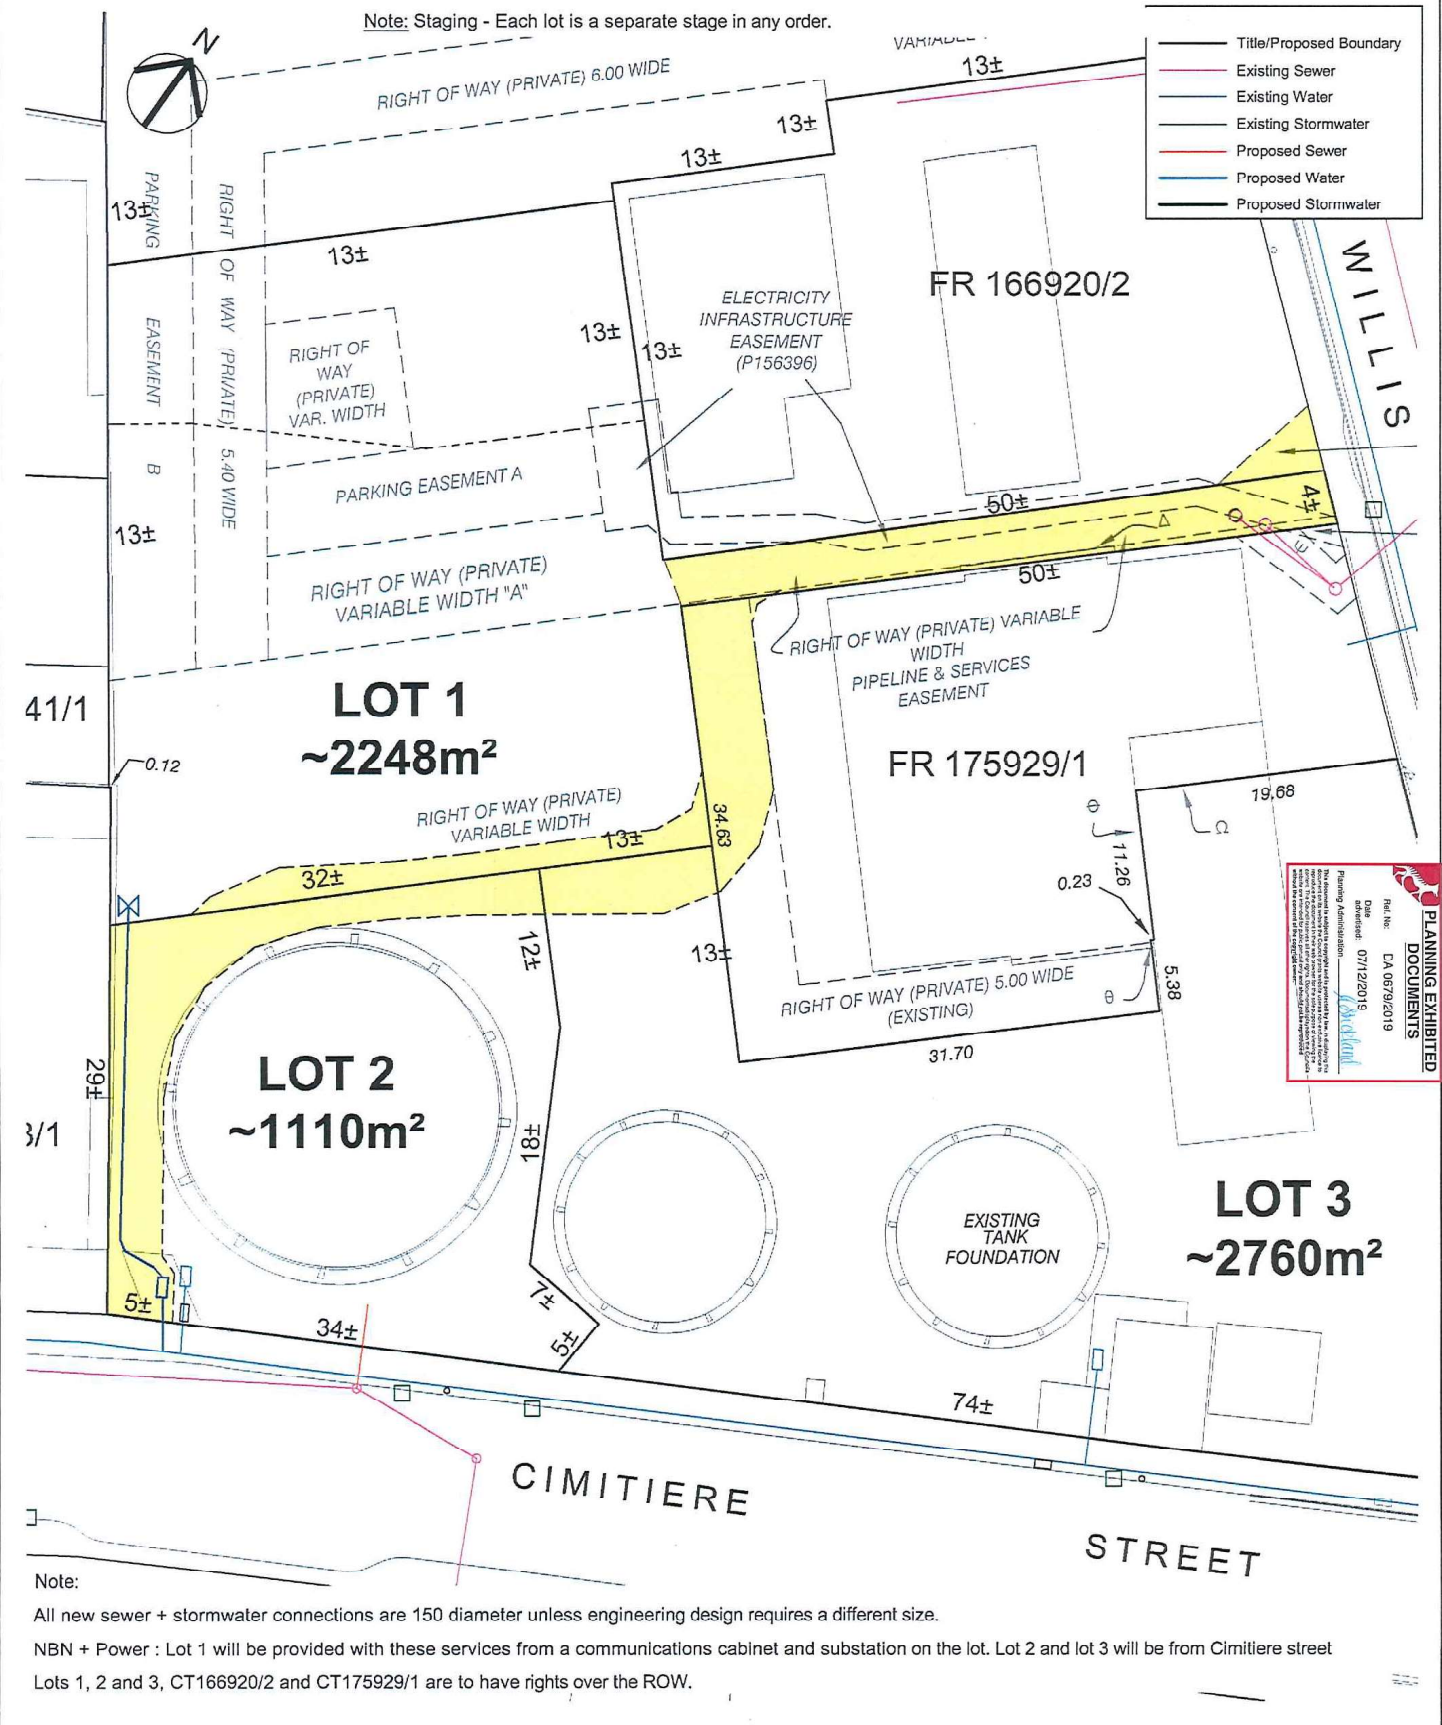 Note: Staging - Each lot is a separate stage in any order.
Title/Proposed Boundary
Existing Sewer
Existing Water
Existing Stormwater
Proposed Sewer
Proposed Water
Proposed Stormwater
N
RIGHT OF WAY (PRIVATE) 6.00 WIDE
13±
13±
13±
13±
13±
PARKING EASEMENT B
RIGHT OF WAY (PRIVATE) 5.40 WIDE
FR 166920/2
WILLIS
ELECTRICITY
INFRASTRUCTURE
EASEMENT
(P156396)
13±
13±
RIGHT OF
WAY
(PRIVATE)
VAR. WIDTH
PARKING EASEMENT A
13±
50±
4±
50±
RIGHT OF WAY (PRIVATE)
VARIABLE WIDTH "A"
RIGHT OF WAY (PRIVATE) VARIABLE
WIDTH
PIPELINE & SERVICES
EASEMENT
LOT 1
~2248m²
41/1
0.12
FR 175929/1
RIGHT OF WAY (PRIVATE)
VARIABLE WIDTH
34.63
19.68
Φ
Ω
11.26
0.23
13±
32±
12±
13±
5.38
θ
RIGHT OF WAY (PRIVATE) 5.00 WIDE
(EXISTING)
31.70
PLANNING EXHIBITED
DOCUMENTS
Ref. No: DA 0679/2019
Date
advertised: 07/12/2019
Planning Administration
29±
LOT 2
~1110m²
3/1
18±
LOT 3
~2760m²
EXISTING
TANK
FOUNDATION
7±
5±
5±
34±
74±
CIMITIERE
STREET
Note:
All new sewer + stormwater connections are 150 diameter unless engineering design requires a different size.
NBN + Power : Lot 1 will be provided with these services from a communications cabinet and substation on the lot. Lot 2 and lot 3 will be from Cimitiere street
Lots 1, 2 and 3, CT166920/2 and CT175929/1 are to have rights over the ROW.